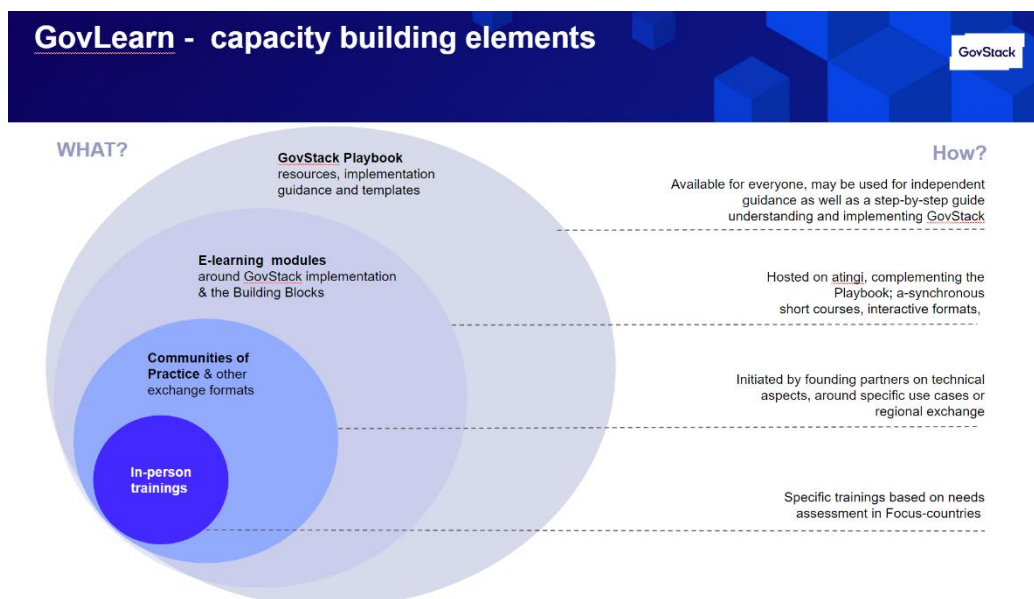 GovLearn - capacity building elements
GovStack
WHAT?
GovStack Playbook
resources, implementation
guidance and templates
E-learning modules
around GovStack implementation
& the Building Blocks
Communities of
Practice & other
exchange formats
In-person
trainings
How?
Available for everyone, may be used for independent
guidance as well as a step-by-step guide
understanding and implementing GovStack
Hosted on atingi, complementing the
Playbook; a-synchronous
short courses, interactive formats,
Initiated by founding partners on technical
aspects, around specific use cases or
regional exchange
Specific trainings based on needs
assessment in Focus-countries